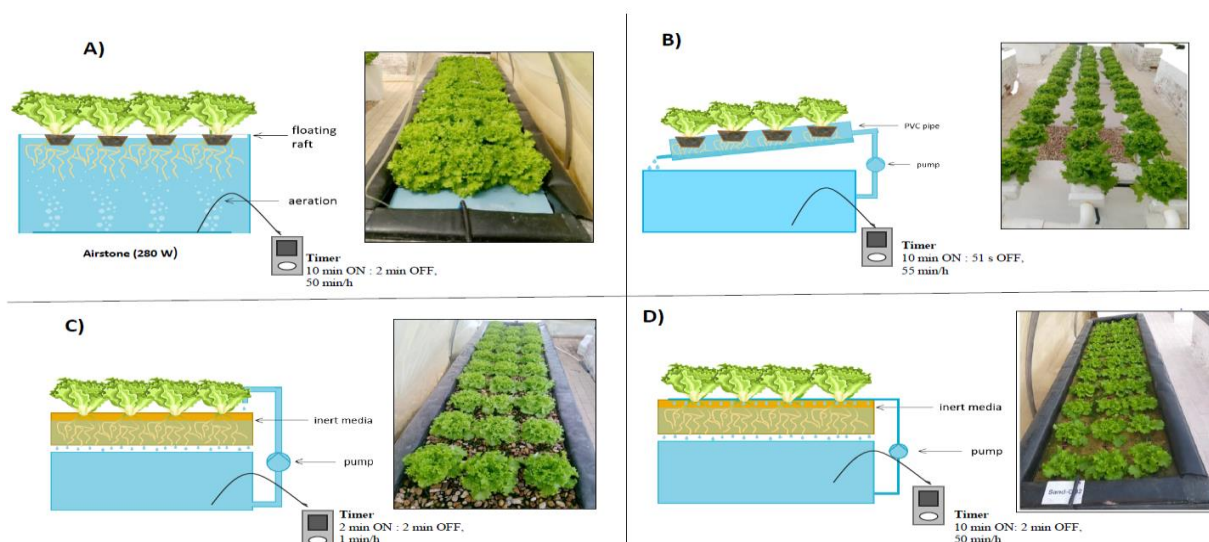 A)
floating
raft
aeration
Airstone (280 W)
Timer
10 min ON : 2 min OFF,
50 min/h
B)
PVC pipe
pump
Timer
10 min ON : 51 s OFF,
55 min/h
C)
inert media
pump
Timer
2 min ON : 2 min OFF,
1 min/h
D)
inert media
pump
Timer
10 min ON: 2 min OFF,
50 min/h